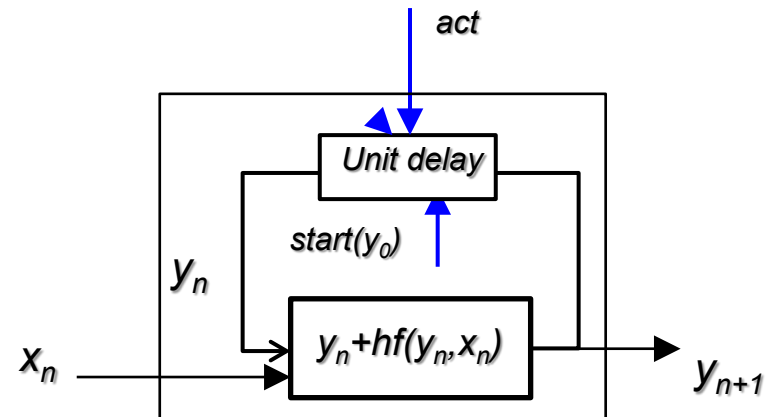 act
Unit delay
start(y₀)
yₙ
yₙ+hf(yₙ,xₙ)
xₙ
yₙ₊₁